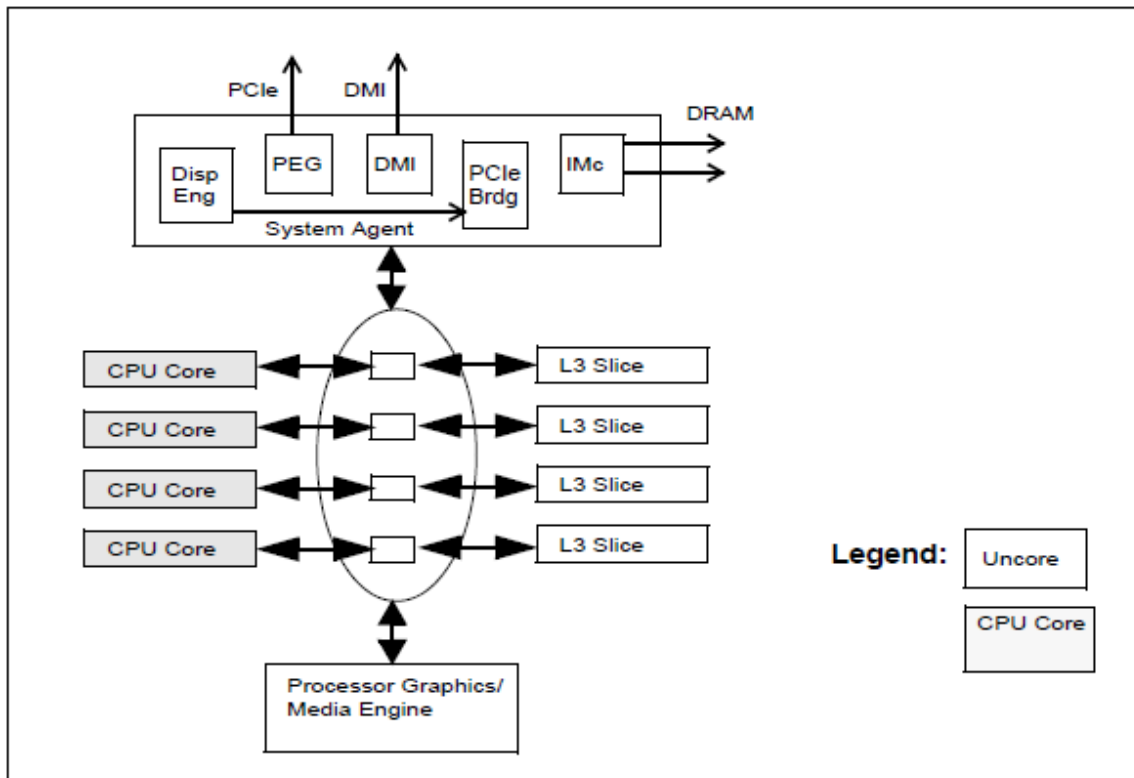 PCIe
DMI
DRAM
Disp
Eng
PEG
DMI
PCIe
Brdg
IMc
System Agent
CPU Core
L3 Slice
CPU Core
L3 Slice
CPU Core
L3 Slice
CPU Core
L3 Slice
Legend:
Uncore
CPU Core
Processor Graphics/
Media Engine